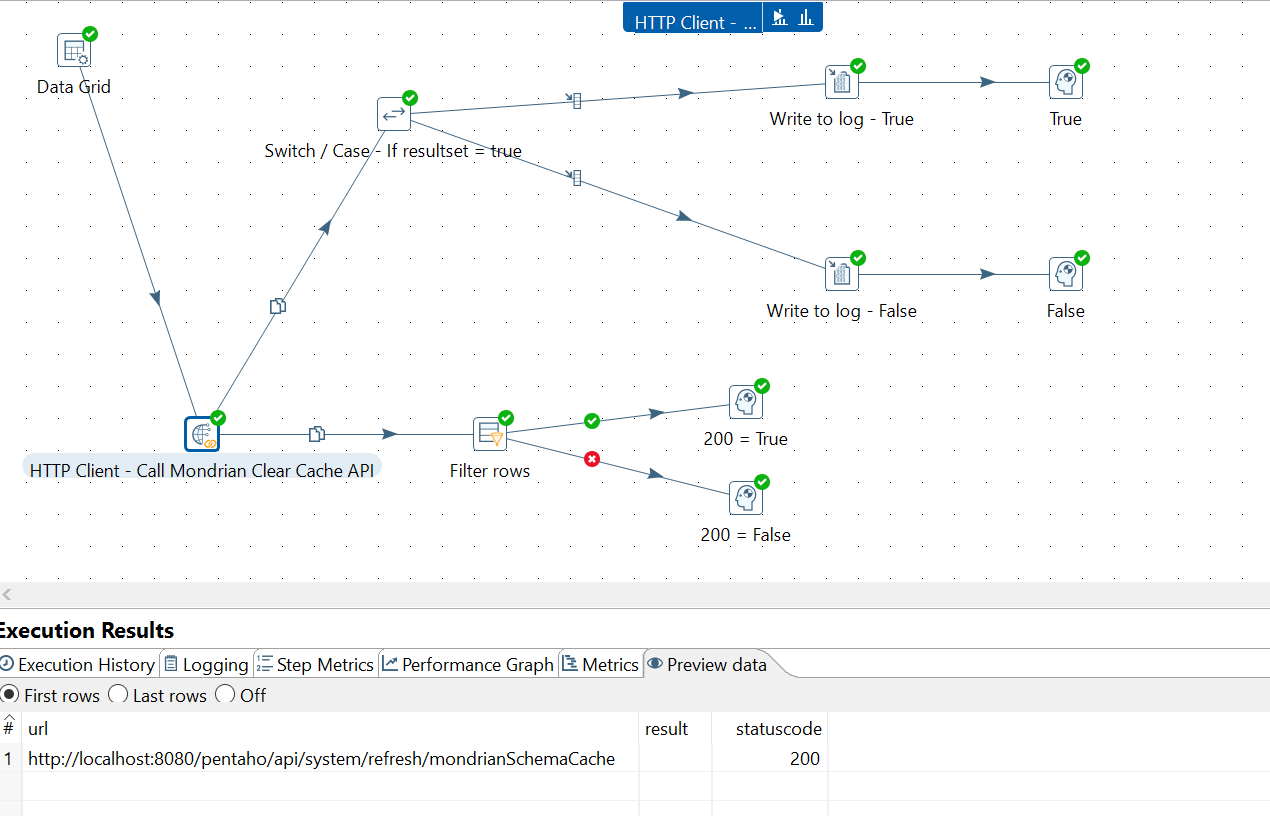 HTTP Client - ...
Data Grid
Write to log - True
True
Switch / Case - If resultset = true
Write to log - False
False
200 = True
HTTP Client - Call Mondrian Clear Cache API
Filter rows
200 = False
Execution Results
Execution History
Logging
Step Metrics
Performance Graph
Metrics
Preview data
First rows
Last rows
Off
# url result statuscode
1 http://localhost:8080/pentaho/api/system/refresh/mondrianSchemaCache 200